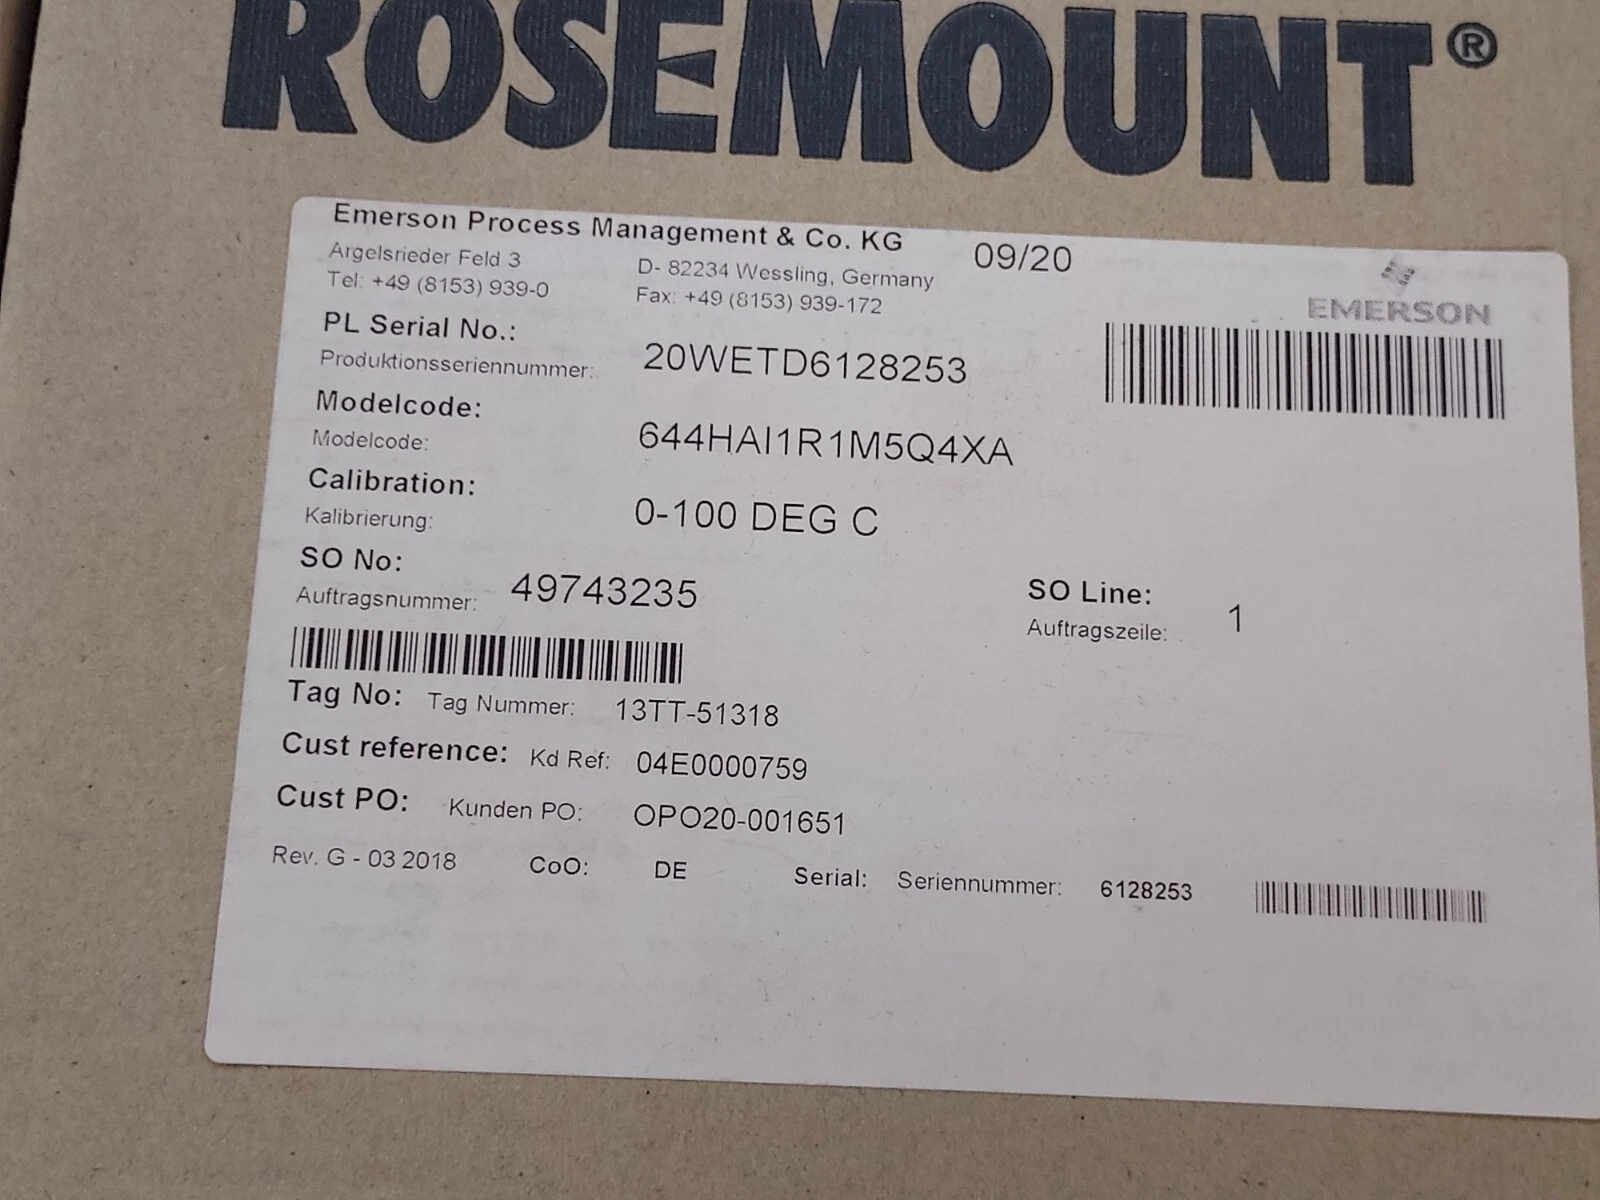 ROSEMOUNT®
Emerson Process Management & Co. KG 09/20
Argelsrieder Feld 3 D- 82234 Wessling, Germany
Tel: +49 (8153) 939-0 Fax: +49 (8153) 939-172
EMERSON
PL Serial No.:
Produktionsseriennummer: 20WETD6128253
Modelcode:
Modelcode: 644HAI1R1M5Q4XA
Calibration:
Kalibrierung: 0-100 DEG C
SO No:
Auftragsnummer: 49743235
SO Line:
Auftragszeile: 1
Tag No: Tag Nummer: 13TT-51318
Cust reference: Kd Ref: 04E0000759
Cust PO: Kunden PO: OPO20-001651
Rev. G - 03 2018 CoO: DE Serial: Seriennummer: 6128253